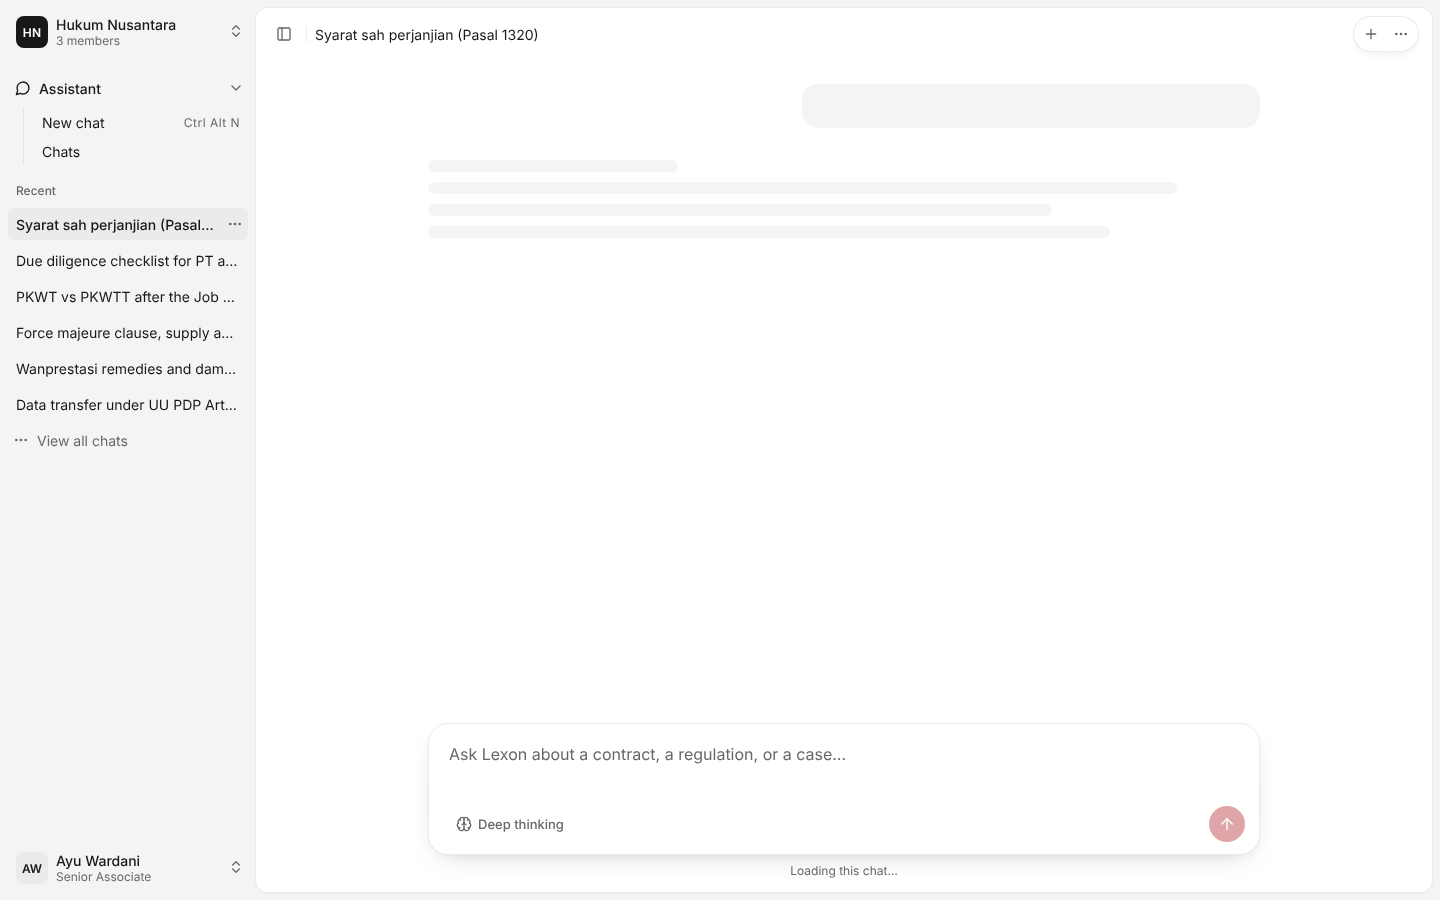 HN
Hukum Nusantara
3 members
Assistant
New chat
Ctrl Alt N
Chats
Recent
Syarat sah perjanjian (Pasal...
Due diligence checklist for PT a...
PKWT vs PKWTT after the Job ...
Force majeure clause, supply a...
Wanprestasi remedies and dam...
Data transfer under UU PDP Art...
View all chats
AW
Ayu Wardani
Senior Associate
Syarat sah perjanjian (Pasal 1320)
Ask Lexon about a contract, a regulation, or a case...
Deep thinking
Loading this chat...